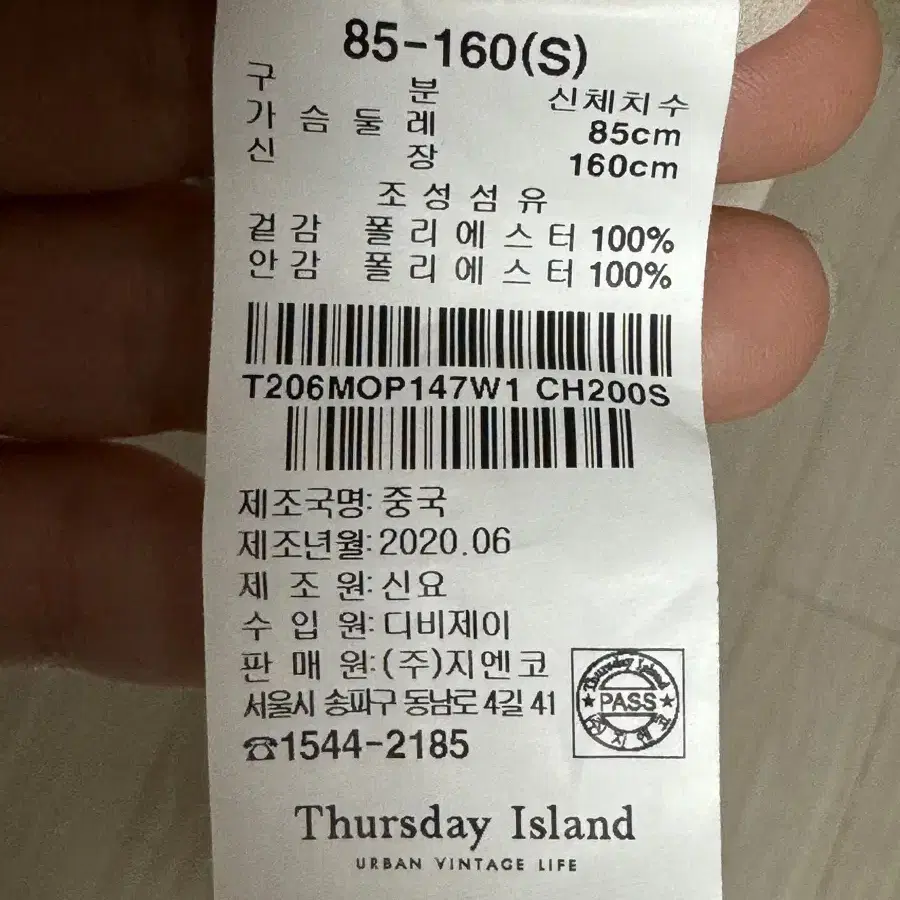 85-160(S)
구 분 신체치수
가슴둘레 85cm
신 장 160cm
조성섬유
겉감 폴리에스터 100%
안감 폴리에스터 100%
T206MOP147W1 CH200S
제조국명: 중국
제조년월: 2020.06
제 조 원: 신요
수 입 원: 디비제이
판 매 원: (주)지엔코
서울시 송파구 동남로 4길 41
☎1544-2185
Thursday Island
★PASS★
(주)지엔코
Thursday Island
URBAN VINTAGE LIFE